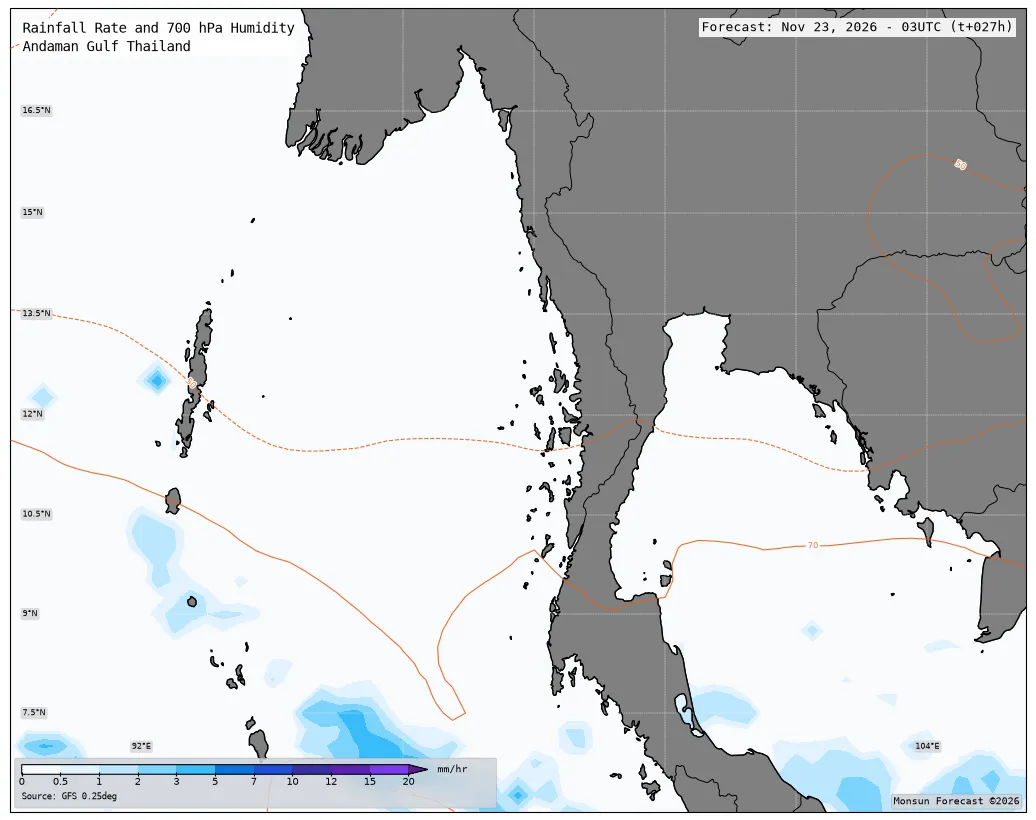 Rainfall Rate and 700 hPa Humidity
Andaman Gulf Thailand
Forecast: Nov 23, 2026 - 03UTC (t+027h)
16.5°N
50
15°N
13.5°N
12°N
10.5°N
70
9°N
7.5°N
92°E
104°E
mm/hr
0 0.5 1 2 3 5 7 10 12 15 20
Source: GFS 0.25deg
Monsun Forecast ©2026